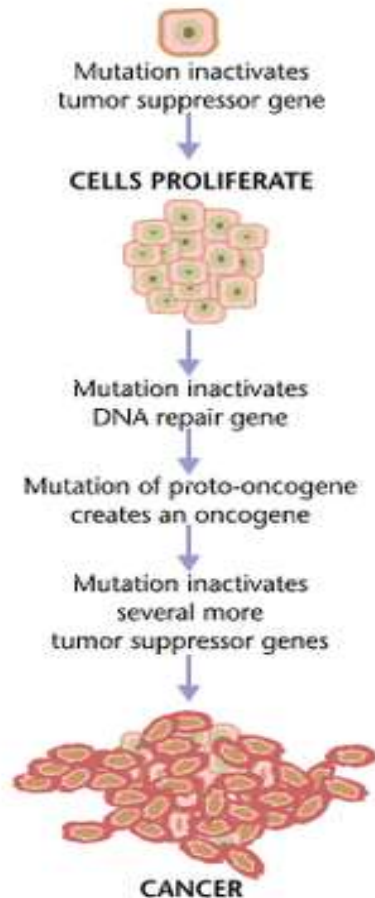 Mutation inactivates
tumor suppressor gene
CELLS PROLIFERATE
Mutation inactivates
DNA repair gene
Mutation of proto-oncogene
creates an oncogene
Mutation inactivates
several more
tumor suppressor genes
CANCER